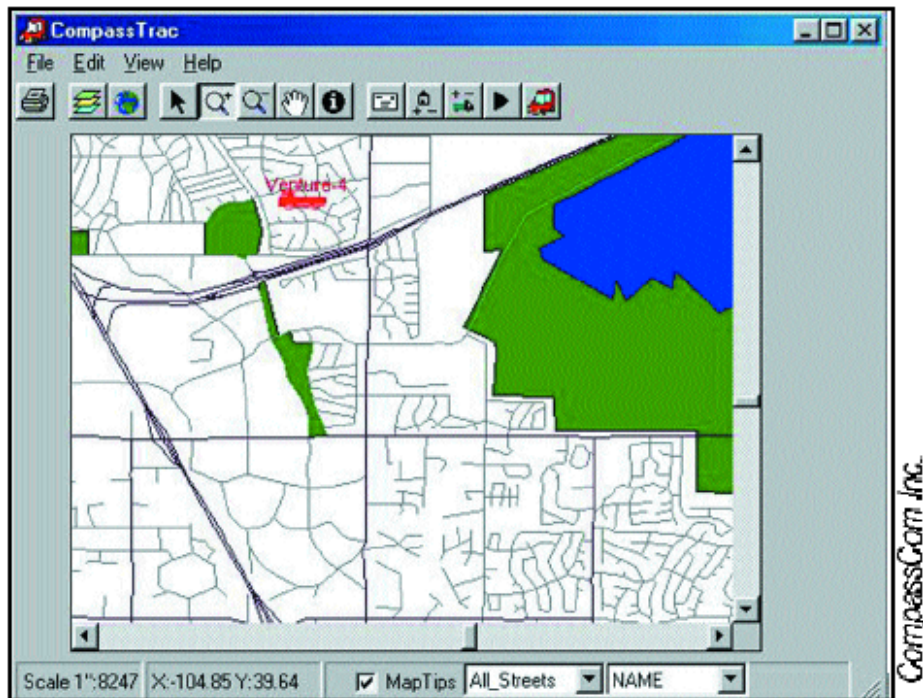 CompassTrac
File Edit View Help
Venture-4
Scale 1":8247 X:-104.85 Y:39.64 MapTips All_Streets NAME
CompassCom Inc.